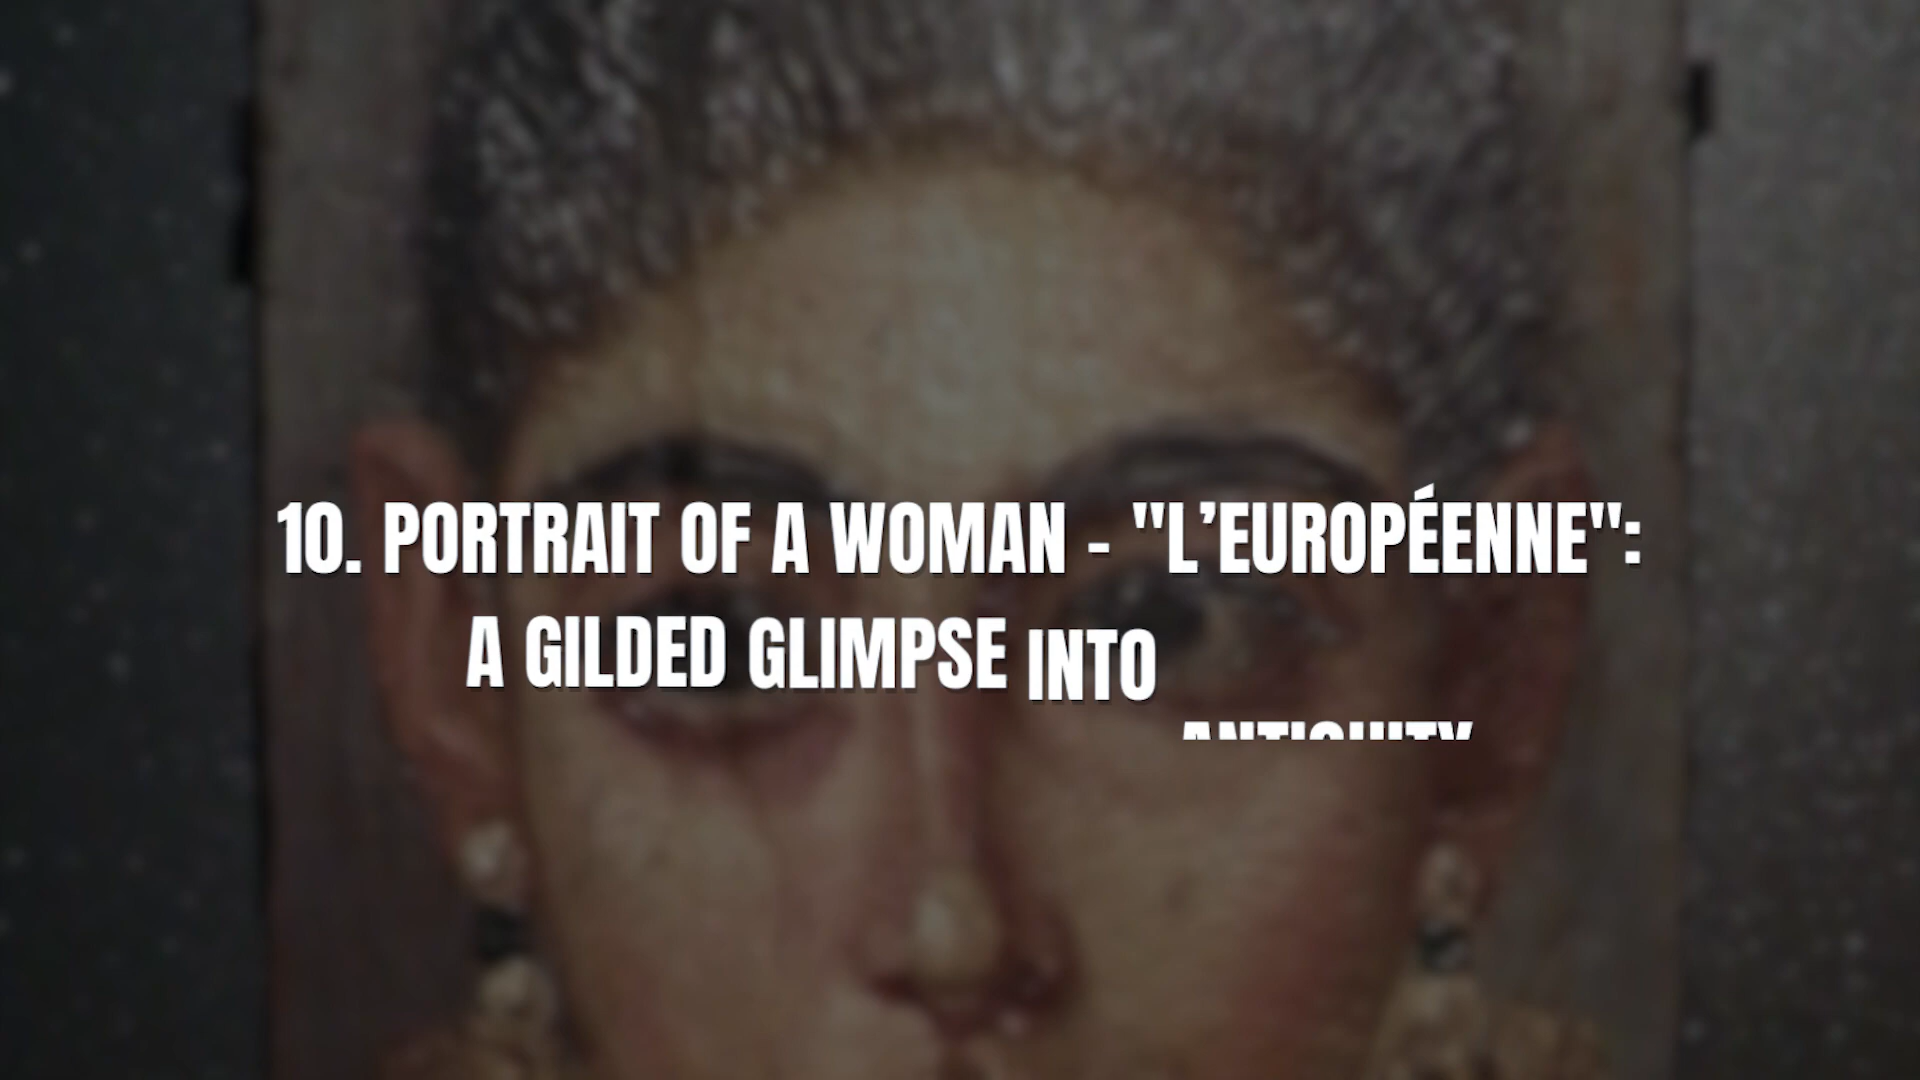 10. PORTRAIT OF A WOMAN - "L’EUROPÉENNE":
A GILDED GLIMPSE INTO